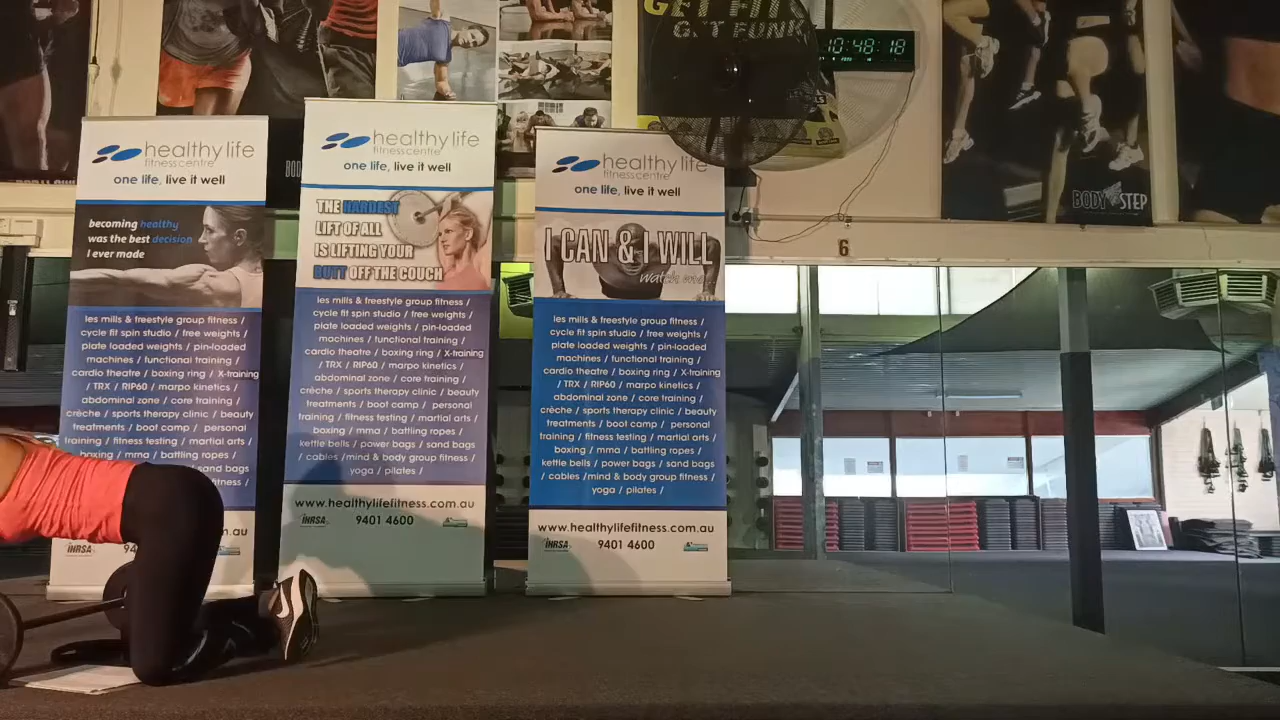 GET FIT
GET FUNK
10:48:18
BODY STEP
6
healthy life
fitness centre
one life, live it well
becoming healthy
was the best decision
I ever made
les mills & freestyle group fitness /
cycle fit spin studio / free weights /
plate loaded weights / pin-loaded
machines / functional training /
cardio theatre / boxing ring / X-training
/ TRX / RIP60 / marpo kinetics /
abdominal zone / core training /
crèche / sports therapy clinic / beauty
treatments / boot camp / personal
training / fitness testing / martial arts /
boxing / mma / battling ropes /
sand bags
fitness /
.au
iHRSA
94
healthy life
fitness centre
one life, live it well
THE HARDEST
LIFT OF ALL
IS LIFTING YOUR
BUTT OFF THE COUCH
les mills & freestyle group fitness /
cycle fit spin studio / free weights /
plate loaded weights / pin-loaded
machines / functional training /
cardio theatre / boxing ring / X-training
/ TRX / RIP60 / marpo kinetics /
abdominal zone / core training /
crèche / sports therapy clinic / beauty
treatments / boot camp / personal
training / fitness testing / martial arts /
boxing / mma / battling ropes /
kettle bells / power bags / sand bags
/ cables /mind & body group fitness /
yoga / pilates /
www.healthylifefitness.com.au
iHRSA 9401 4600
healthy life
fitness centre
one life, live it well
I CAN & I WILL
watch me
les mills & freestyle group fitness /
cycle fit spin studio / free weights /
plate loaded weights / pin-loaded
machines / functional training /
cardio theatre / boxing ring / X-training
/ TRX / RIP60 / marpo kinetics /
abdominal zone / core training /
crèche / sports therapy clinic / beauty
treatments / boot camp / personal
training / fitness testing / martial arts /
boxing / mma / battling ropes /
kettle bells / power bags / sand bags
/ cables /mind & body group fitness /
yoga / pilates /
www.healthylifefitness.com.au
iHRSA 9401 4600